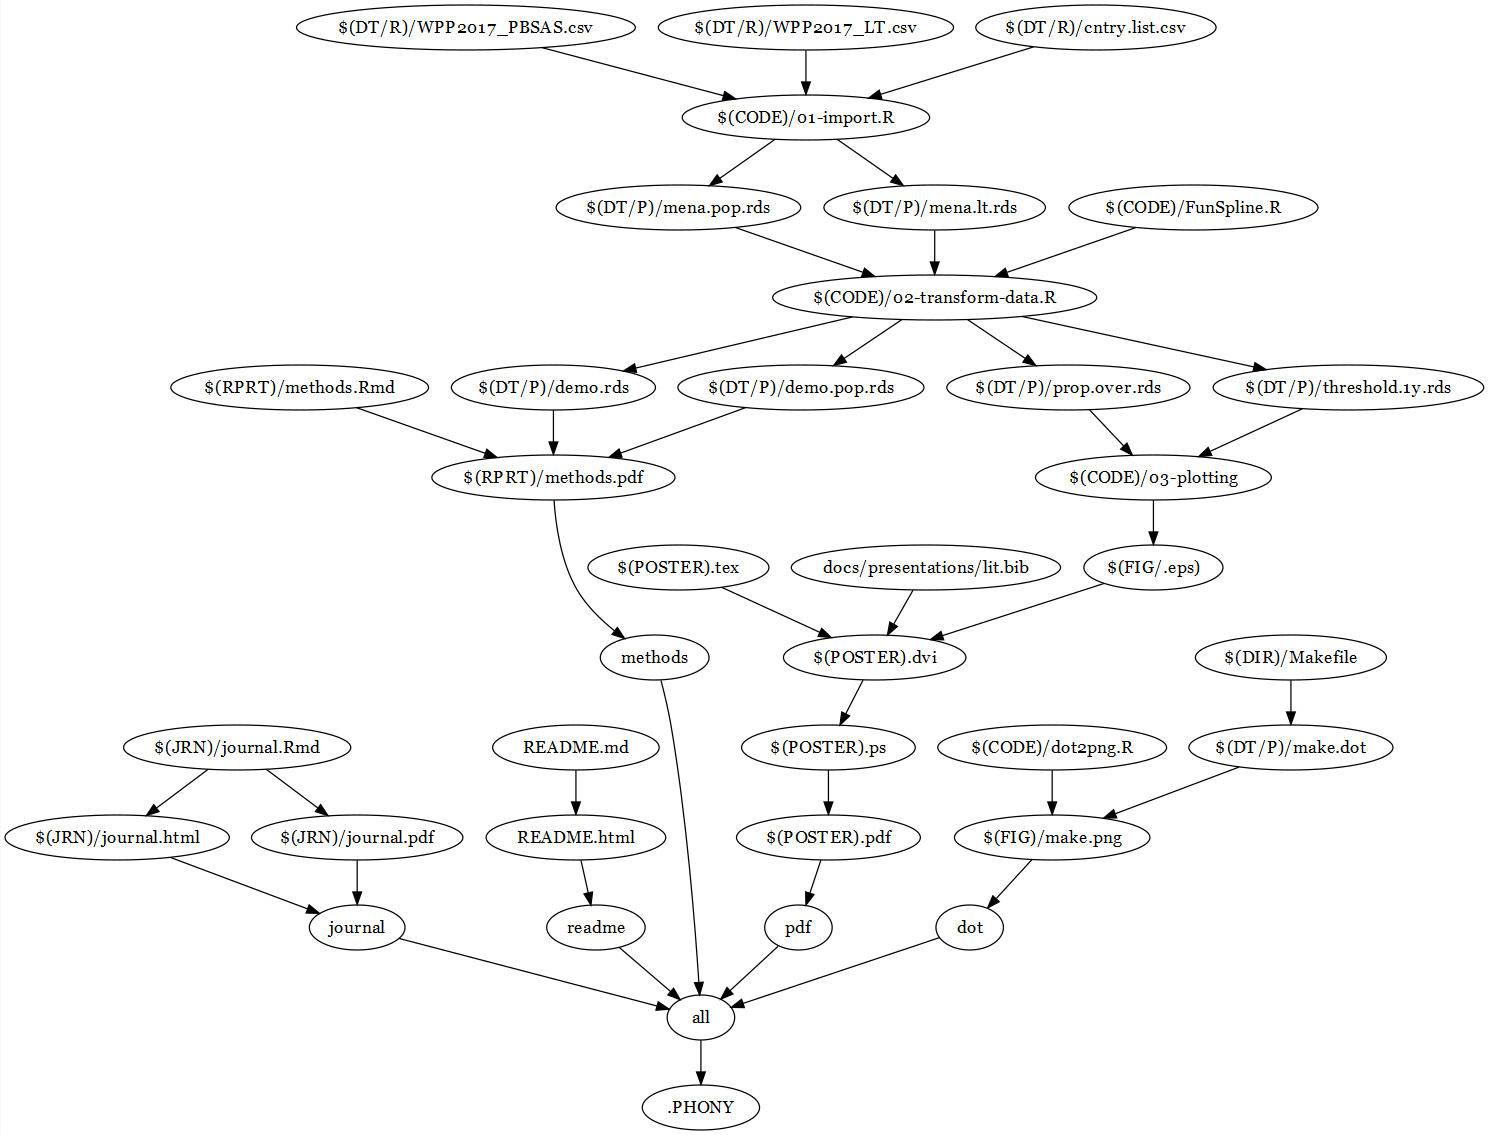 $(DT/R)/WPP2017_PBSAS.csv
$(DT/R)/WPP2017_LT.csv
$(DT/R)/cntry.list.csv
$(CODE)/01-import.R
$(DT/P)/mena.pop.rds
$(DT/P)/mena.lt.rds
$(CODE)/FunSpline.R
$(CODE)/02-transform-data.R
$(RPRT)/methods.Rmd
$(DT/P)/demo.rds
$(DT/P)/demo.pop.rds
$(DT/P)/prop.over.rds
$(DT/P)/threshold.1y.rds
$(RPRT)/methods.pdf
$(CODE)/03-plotting
$(POSTER).tex
docs/presentations/lit.bib
$(FIG/.eps)
methods
$(POSTER).dvi
$(DIR)/Makefile
$(JRN)/journal.Rmd
README.md
$(POSTER).ps
$(CODE)/dot2png.R
$(DT/P)/make.dot
$(JRN)/journal.html
$(JRN)/journal.pdf
README.html
$(POSTER).pdf
$(FIG)/make.png
journal
readme
pdf
dot
all
.PHONY